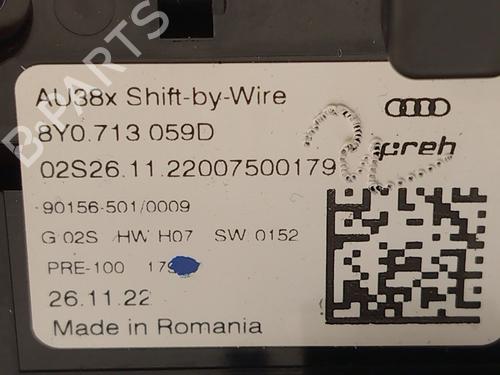 B-PARTS
AU38x Shift-by-Wire
8Y0.713 059D
preh
02S26.11.22007500179
90156-501/0009
G 02S HW H07 SW 0152
PRE-100
26.11.22
Made in Romania